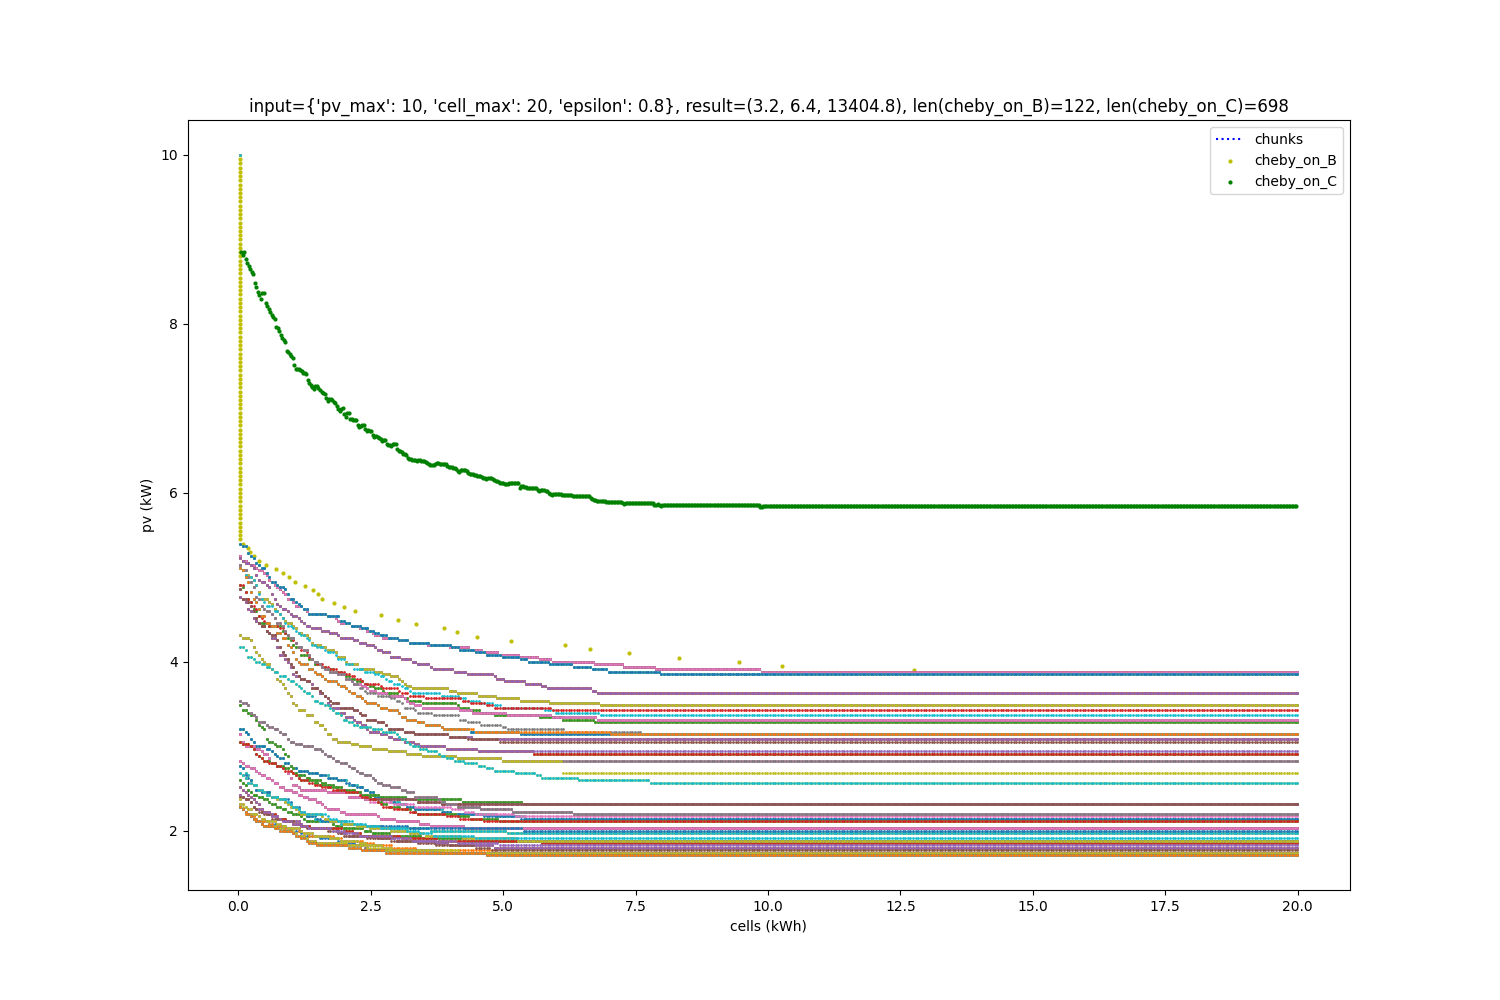 input={'pv_max': 10, 'cell_max': 20, 'epsilon': 0.8}, result=(3.2, 6.4, 13404.8), len(cheby_on_B)=122, len(cheby_on_C)=698
chunks
cheby_on_B
cheby_on_C
10
8
6
4
2
pv (kW)
0.0 2.5 5.0 7.5 10.0 12.5 15.0 17.5 20.0
cells (kWh)